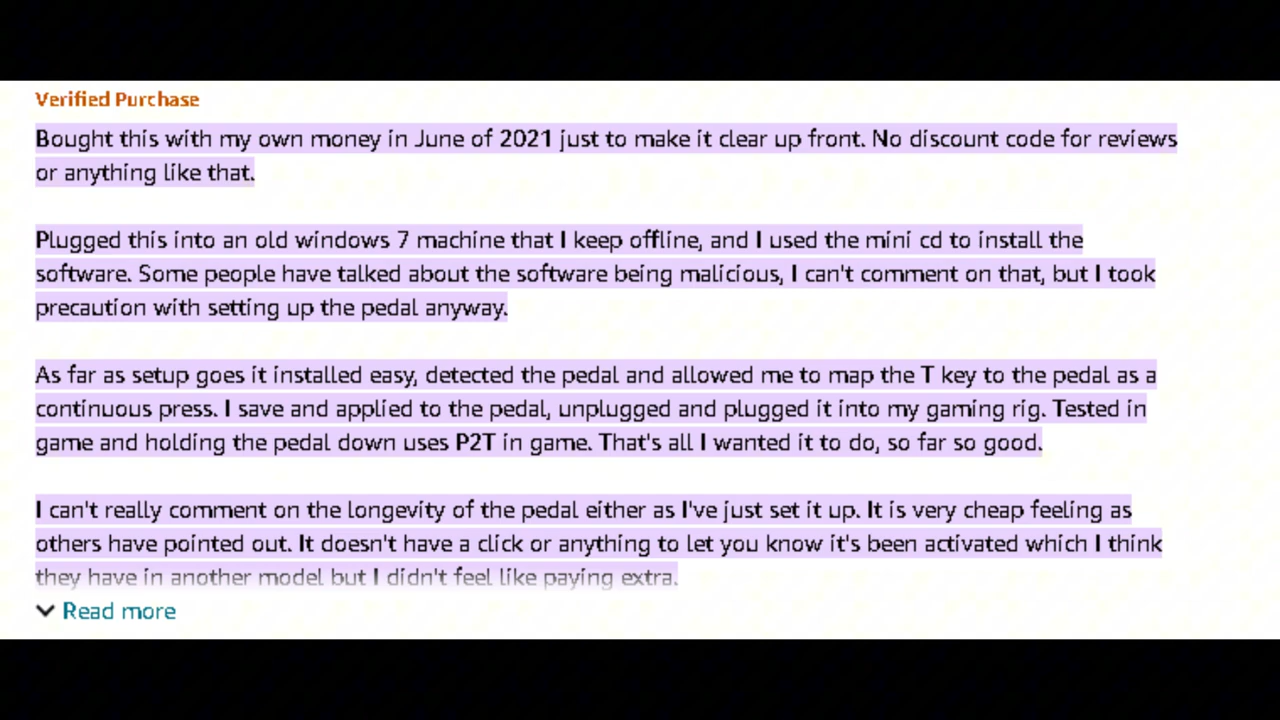 Verified Purchase
Bought this with my own money in June of 2021 just to make it clear up front. No discount code for reviews
or anything like that.
Plugged this into an old windows 7 machine that I keep offline, and I used the mini cd to install the
software. Some people have talked about the software being malicious, I can't comment on that, but I took
precaution with setting up the pedal anyway.
As far as setup goes it installed easy, detected the pedal and allowed me to map the T key to the pedal as a
continuous press. I save and applied to the pedal, unplugged and plugged it into my gaming rig. Tested in
game and holding the pedal down uses P2T in game. That's all I wanted it to do, so far so good.
I can't really comment on the longevity of the pedal either as I've just set it up. It is very cheap feeling as
others have pointed out. It doesn't have a click or anything to let you know it's been activated which I think
they have in another model but I didn't feel like paying extra.
Read more